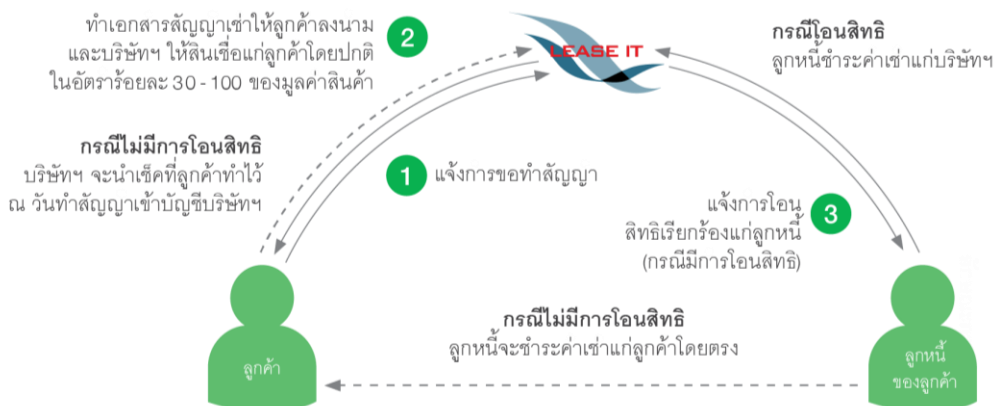 ทำเอกสารสัญญาเช่าให้ลูกค้าลงนาม
และบริษัทฯ ให้สินเชื่อแก่ลูกค้าโดยปกติ
ในอัตราร้อยละ 30 - 100 ของมูลค่าสินค้า
2
LEASE IT
กรณีโอนสิทธิ
ลูกหนี้ชำระค่าเช่าแก่บริษัทฯ
กรณีไม่มีการโอนสิทธิ
บริษัทฯ จะนำเช็คที่ลูกค้าทำไว้
ณ วันทำสัญญาเข้าบัญชีบริษัทฯ
1 แจ้งการขอทำสัญญา
แจ้งการโอน
สิทธิเรียกร้องแก่ลูกหนี้
(กรณีมีการโอนสิทธิ)
3
กรณีไม่มีการโอนสิทธิ
ลูกหนี้จะชำระค่าเช่าแก่ลูกค้าโดยตรง
ลูกค้า
ลูกหนี้
ของลูกค้า